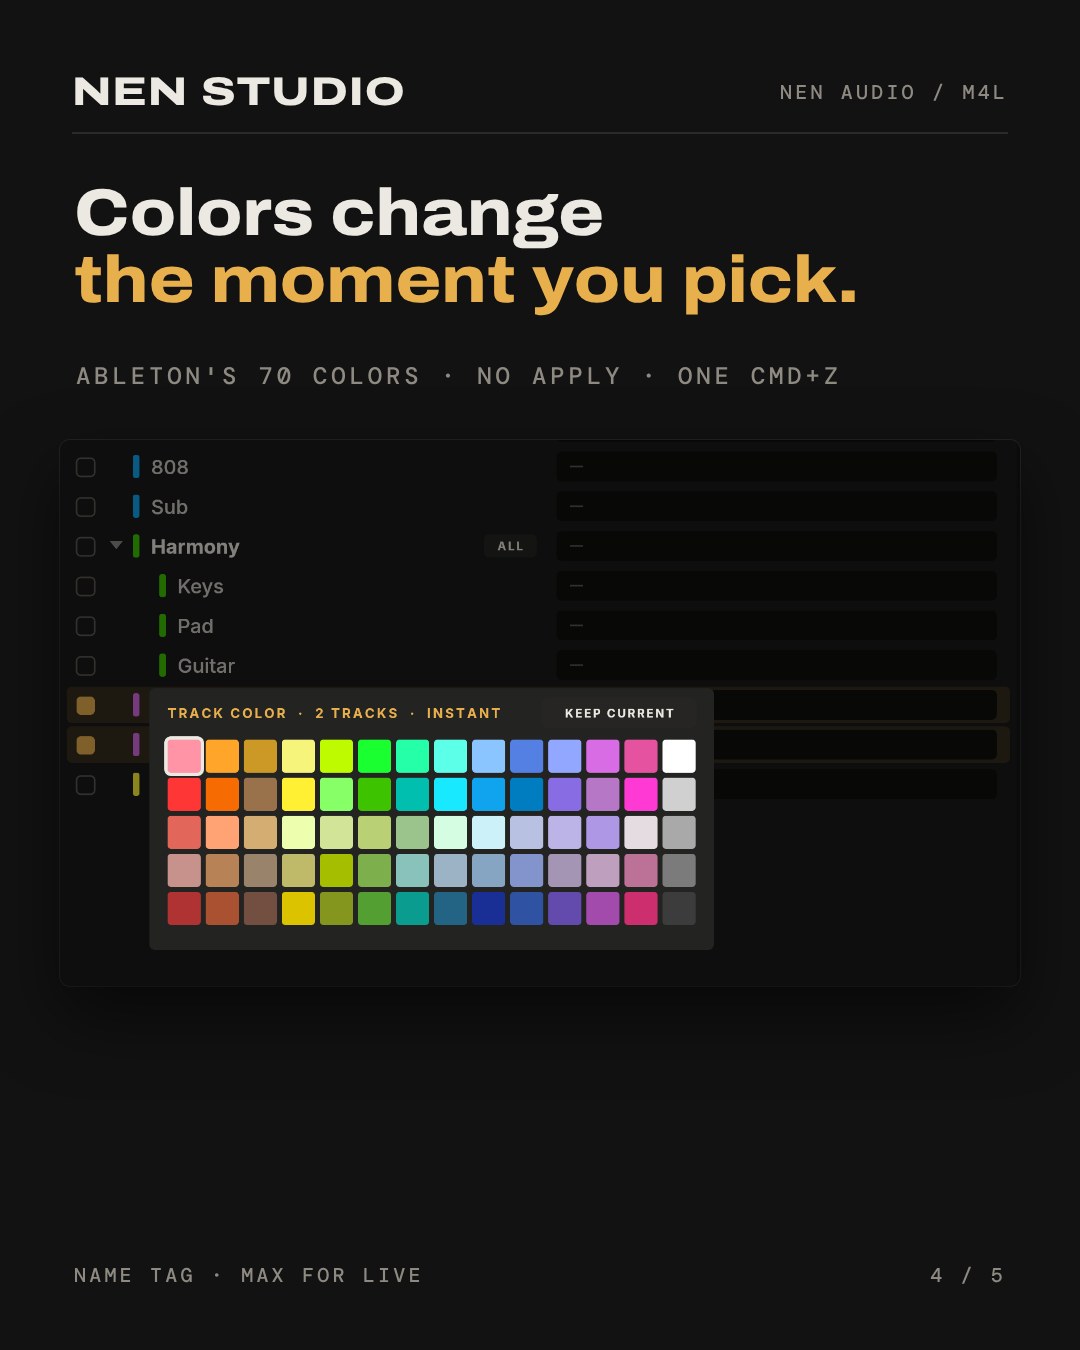 NEN STUDIO
NEN AUDIO / M4L
Colors change
the moment you pick.
ABLETON'S 70 COLORS · NO APPLY · ONE CMD+Z
808 —
Sub —
Harmony ALL —
Keys —
Pad —
Guitar —
TRACK COLOR · 2 TRACKS · INSTANT KEEP CURRENT
NAME TAG · MAX FOR LIVE
4 / 5